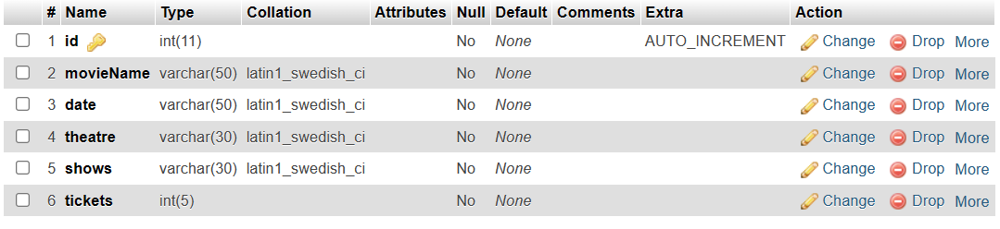 # Name Type Collation Attributes Null Default Comments Extra Action
1 id int(11) No None AUTO_INCREMENT Change Drop More
2 movieName varchar(50) latin1_swedish_ci No None Change Drop More
3 date varchar(50) latin1_swedish_ci No None Change Drop More
4 theatre varchar(30) latin1_swedish_ci No None Change Drop More
5 shows varchar(30) latin1_swedish_ci No None Change Drop More
6 tickets int(5) No None Change Drop More